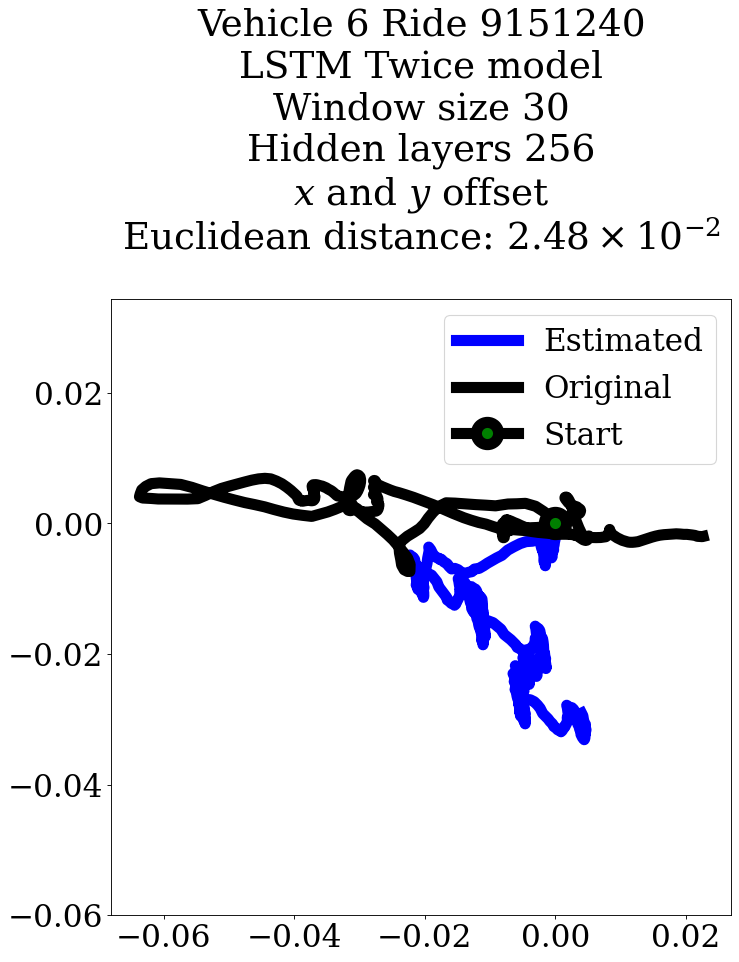 Vehicle 6 Ride 9151240
LSTM Twice model
Window size 30
Hidden layers 256
x and y offset
Euclidean distance: 2.48 × 10⁻²
Estimated
Original
Start
0.02
0.00
−0.02
−0.04
−0.06
−0.06 −0.04 −0.02 0.00 0.02